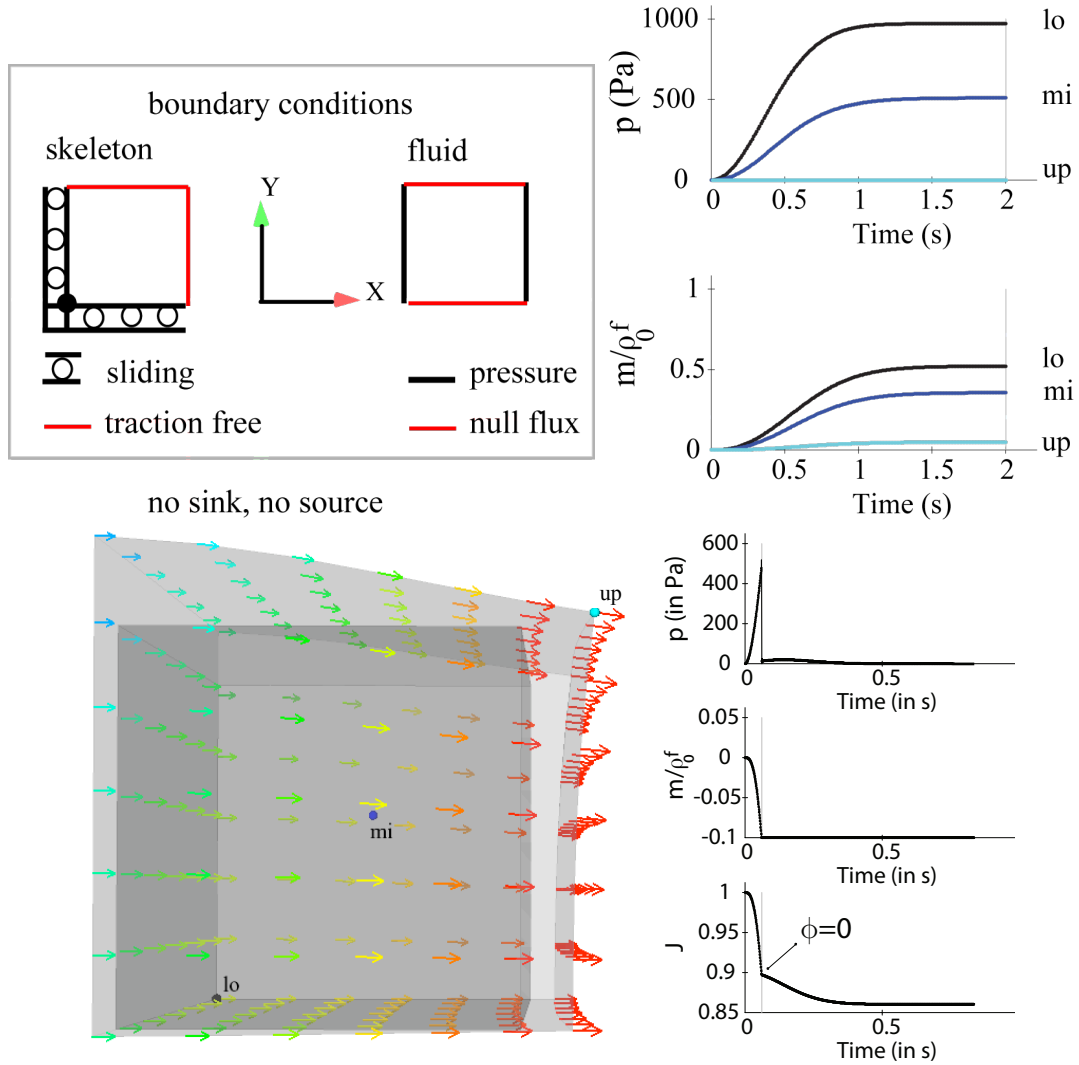 boundary conditions
skeleton
fluid
Y
X
sliding
pressure
traction free
null flux
1000
500
0
p (Pa)
lo
mi
up
0 0.5 1 1.5 2
Time (s)
1
0.5
0
m/ρ₀ᶠ
lo
mi
up
0 0.5 1 1.5 2
Time (s)
no sink, no source
up
mi
lo
600
400
200
0
p (in Pa)
0 0.5
Time (in s)
0.05
0
-0.05
-0.1
m/ρ₀ᶠ
0 0.5
Time (in s)
1
0.95
0.9
0.85
J
ϕ=0
0 0.5
Time (in s)